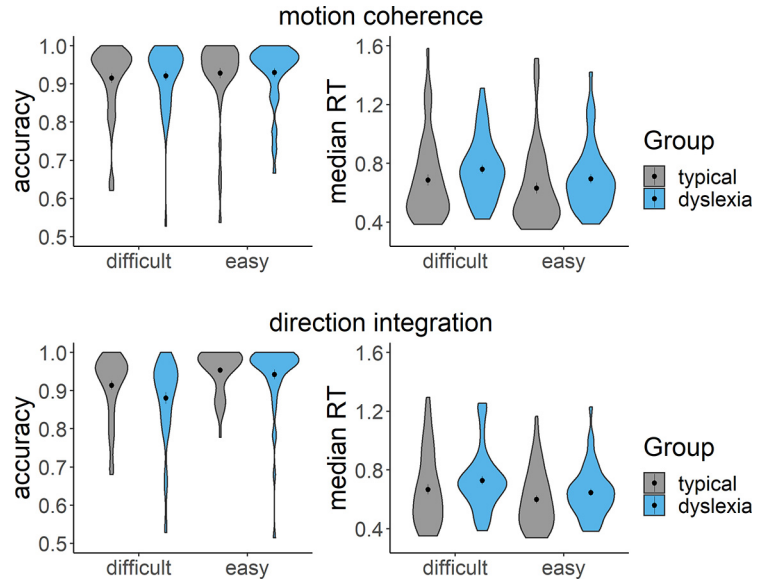 motion coherence
accuracy
1.0
0.9
0.8
0.7
0.6
0.5
difficult easy
median RT
1.6
1.2
0.8
0.4
difficult easy
Group
typical
dyslexia
direction integration
accuracy
1.0
0.9
0.8
0.7
0.6
0.5
difficult easy
median RT
1.6
1.2
0.8
0.4
difficult easy
Group
typical
dyslexia